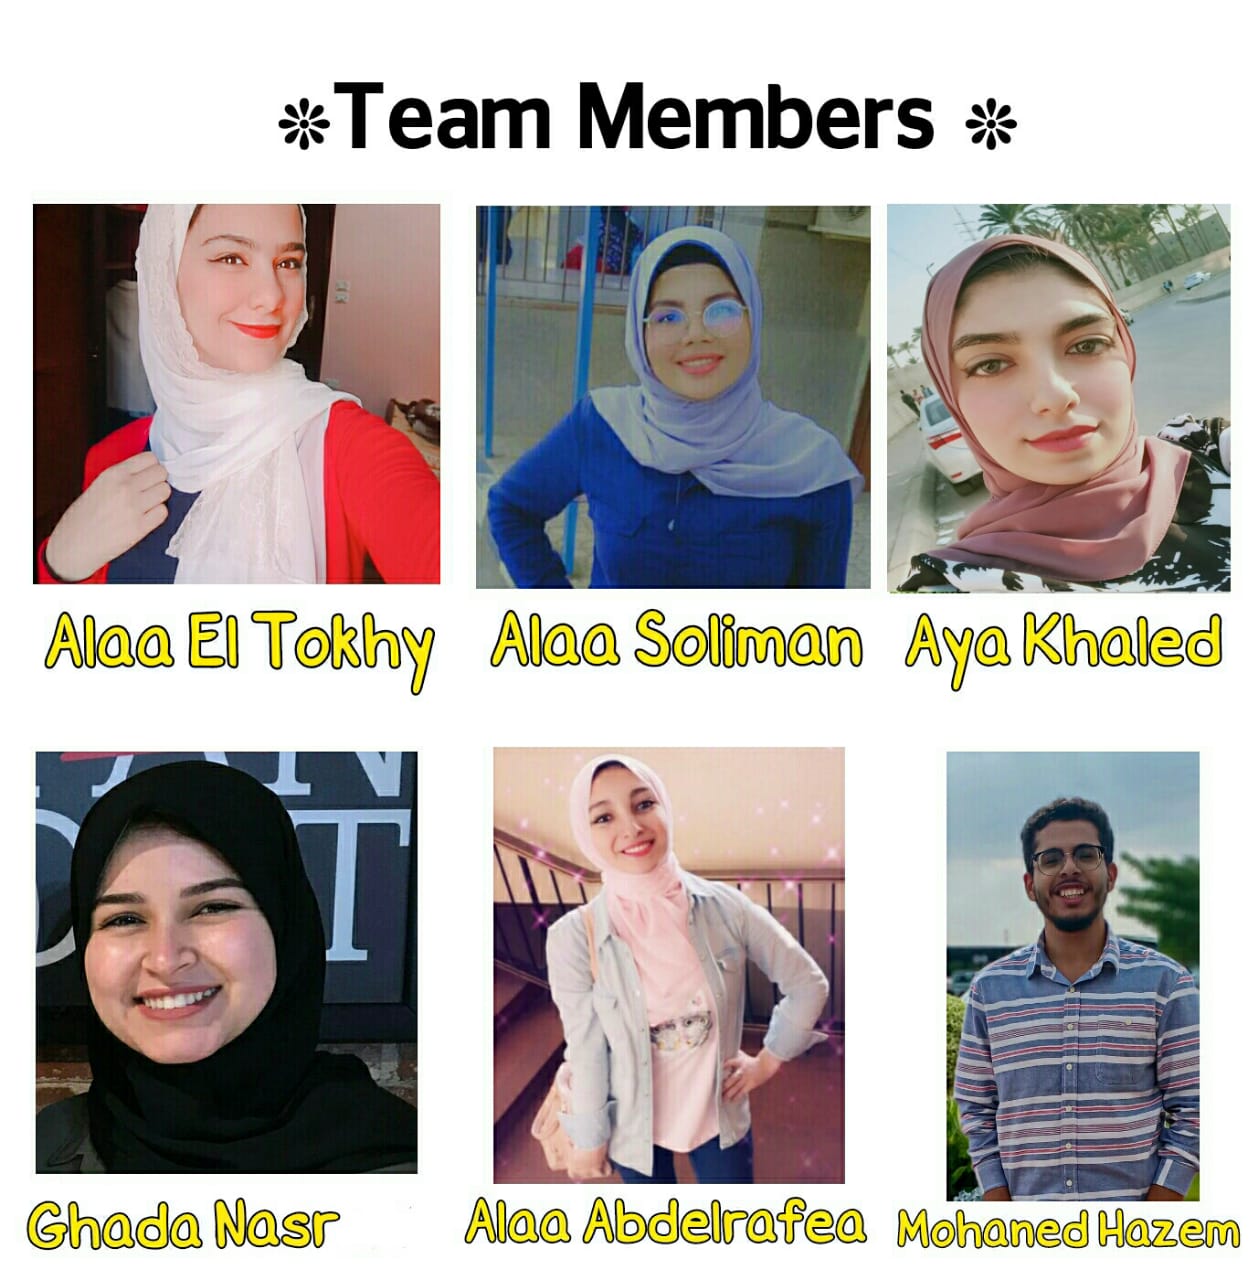 ❊Team Members ❊
Alaa El Tokhy
Alaa Soliman
Aya Khaled
Ghada Nasr
Alaa Abdelrafea
Mohaned Hazem